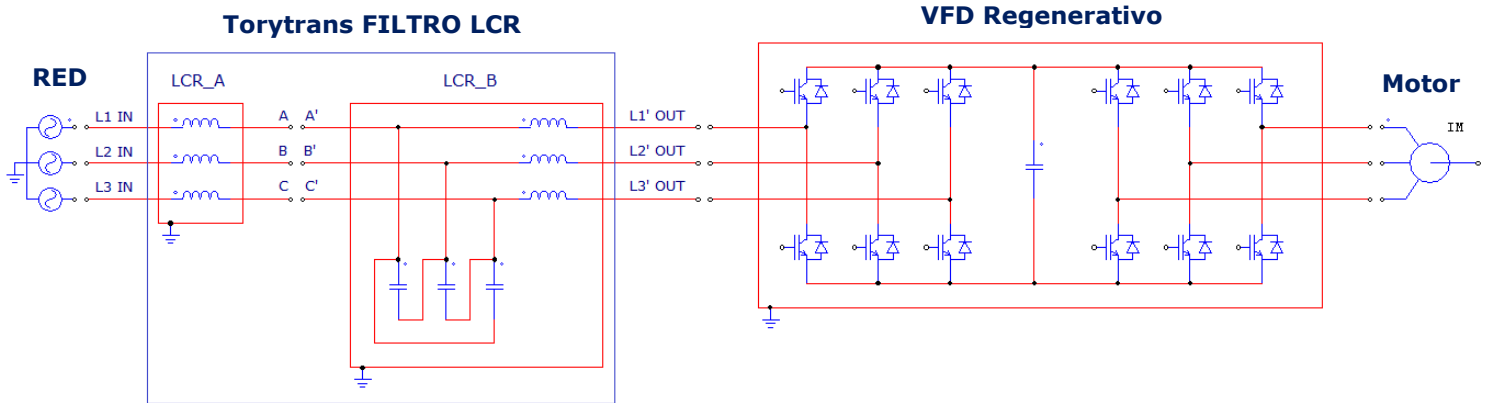 Torytrans FILTRO LCR
VFD Regenerativo
RED
LCR_A
LCR_B
Motor
L1 IN
A
A'
L1' OUT
IM
L2 IN
B
B'
L2' OUT
L3 IN
C
C'
L3' OUT